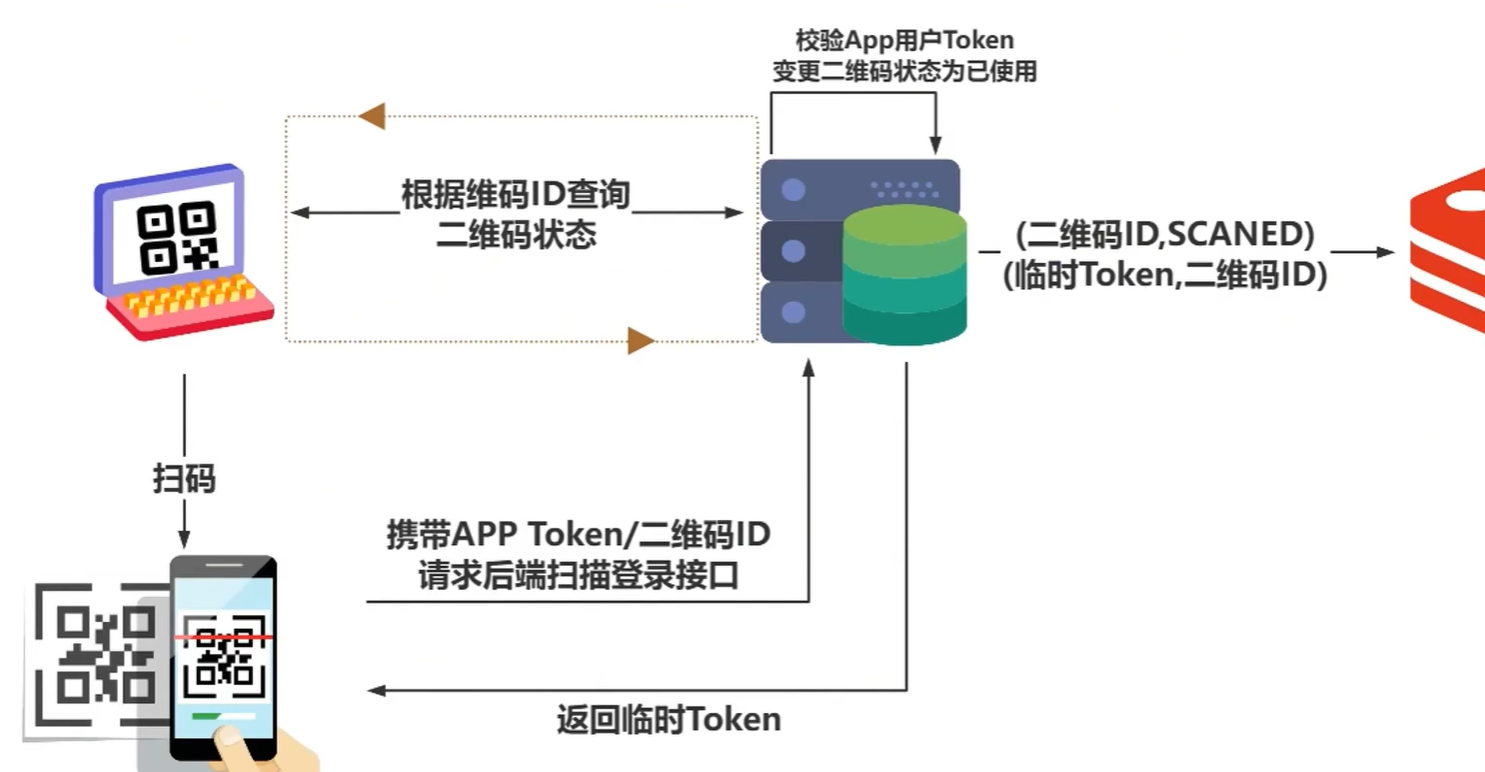 校验App用户Token
变更二维码状态为已使用
根据维码ID查询
二维码状态
(二维码ID,SCANED)
(临时Token,二维码ID)
扫码
携带APP Token/二维码ID
请求后端扫描登录接口
返回临时Token